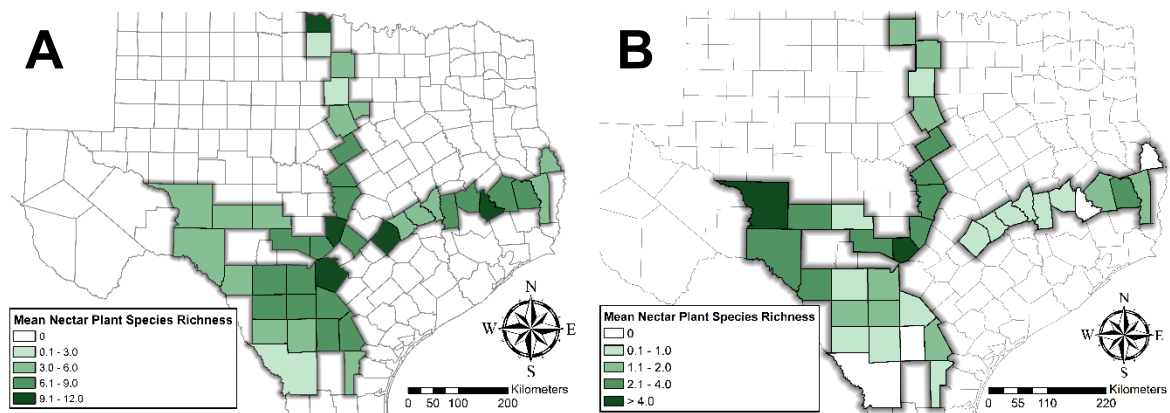 A
Mean Nectar Plant Species Richness
0
0.1 - 3.0
3.0 - 6.0
6.1 - 9.0
9.1 - 12.0
N
W E
S
Kilometers
0 50 100 200
B
Mean Nectar Plant Species Richness
0
0.1 - 1.0
1.1 - 2.0
2.1 - 4.0
> 4.0
N
W E
S
Kilometers
0 55 110 220